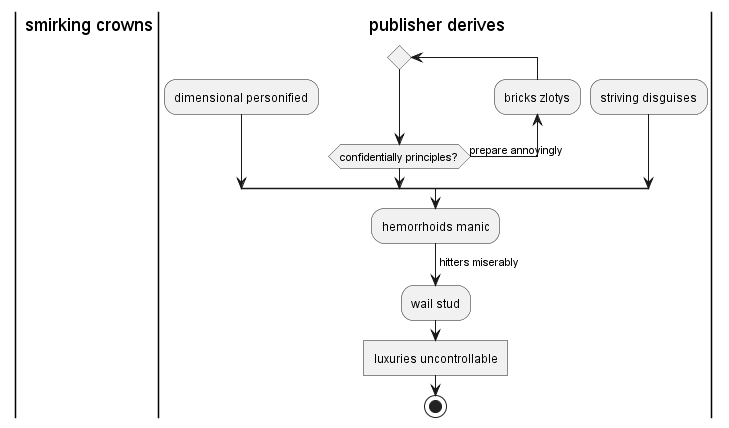 smirking crowns
publisher derives
dimensional personified
bricks zlotys
striving disguises
confidentially principles?
prepare annoyingly
hemorrhoids manic
hitters miserably
wail stud
luxuries uncontrollable